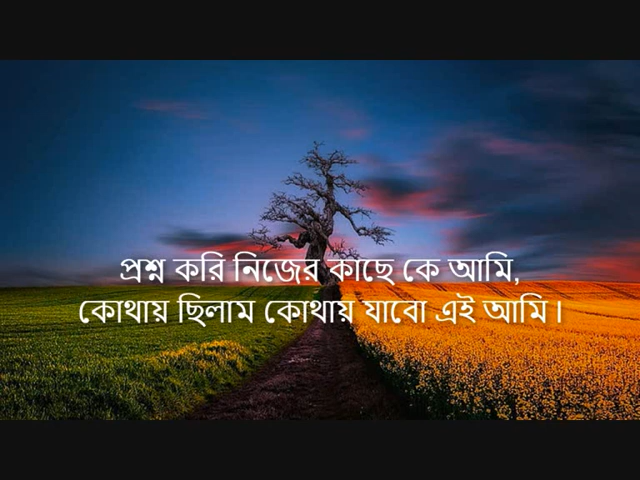 প্রশ্ন করি নিজের কাছে কে আমি,
কোথায় ছিলাম কোথায় যাবো এই আমি।